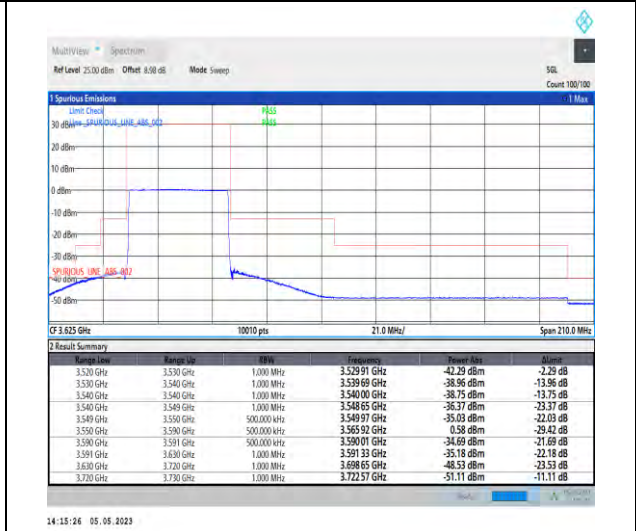 MultiView Spectrum
Ref Level 25.00 dBm Offset 8.98 dB Mode Sweep SGL
Count 100/100
1 Spurious Emissions 1 Max
Limit Check PASS
30 dBm Line _SPURIOUS_LINE_ABS_002 PASS
20 dBm
10 dBm
0 dBm
-10 dBm
-20 dBm
-30 dBm
SPURIOUS_LINE_ABS_002
-40 dBm
-50 dBm
CF 3.625 GHz 10010 pts 21.0 MHz/ Span 210.0 MHz
2 Result Summary
Range Low Range Up RBW Frequency Power Abs ΔLimit
3.520 GHz 3.530 GHz 1.000 MHz 3.52991 GHz -42.29 dBm -2.29 dB
3.530 GHz 3.540 GHz 1.000 MHz 3.53969 GHz -38.96 dBm -13.96 dB
3.540 GHz 3.540 GHz 1.000 MHz 3.54000 GHz -38.75 dBm -13.75 dB
3.540 GHz 3.549 GHz 1.000 MHz 3.54865 GHz -36.37 dBm -23.37 dB
3.549 GHz 3.550 GHz 500.000 kHz 3.54997 GHz -35.03 dBm -22.03 dB
3.550 GHz 3.590 GHz 500.000 kHz 3.56592 GHz 0.58 dBm -29.42 dB
3.590 GHz 3.591 GHz 500.000 kHz 3.59001 GHz -34.69 dBm -21.69 dB
3.591 GHz 3.630 GHz 1.000 MHz 3.59133 GHz -35.18 dBm -22.18 dB
3.630 GHz 3.720 GHz 1.000 MHz 3.69865 GHz -48.53 dBm -23.53 dB
3.720 GHz 3.730 GHz 1.000 MHz 3.72257 GHz -51.11 dBm -11.11 dB
14:15:26 05.05.2023